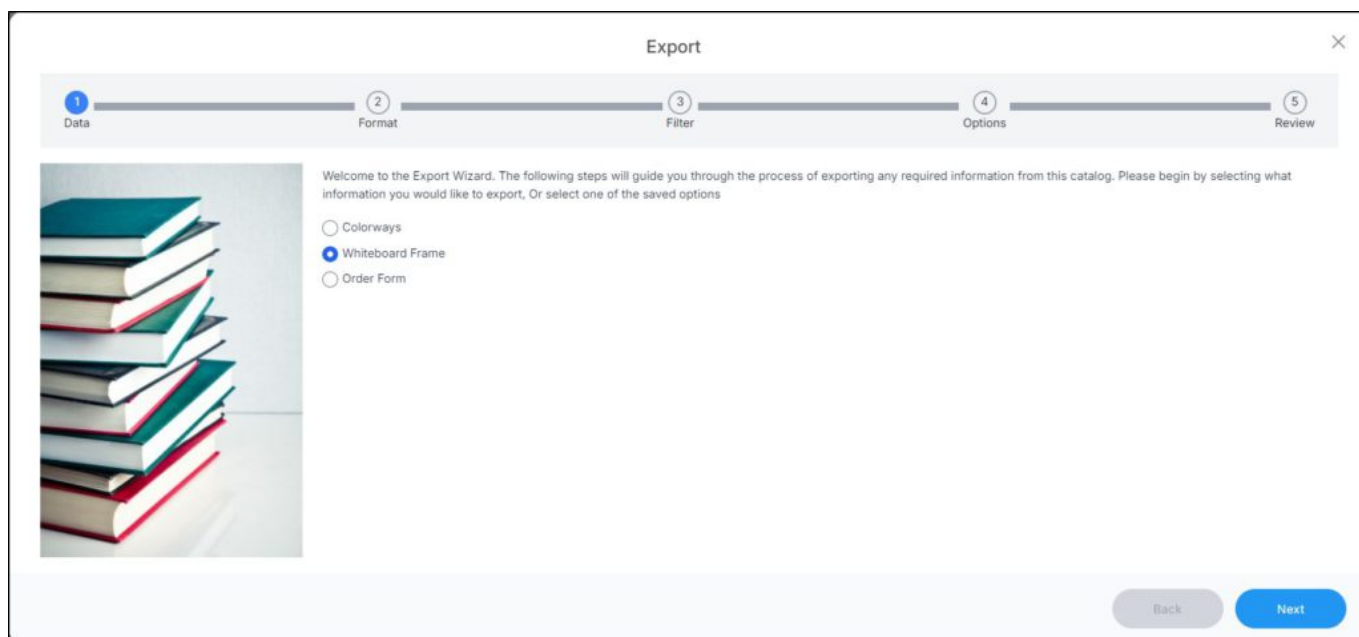 Export
1
2
3
4
5
Data
Format
Filter
Options
Review
Welcome to the Export Wizard. The following steps will guide you through the process of exporting any required information from this catalog. Please begin by selecting what
information you would like to export, Or select one of the saved options
Colorways
Whiteboard Frame
Order Form
Back
Next